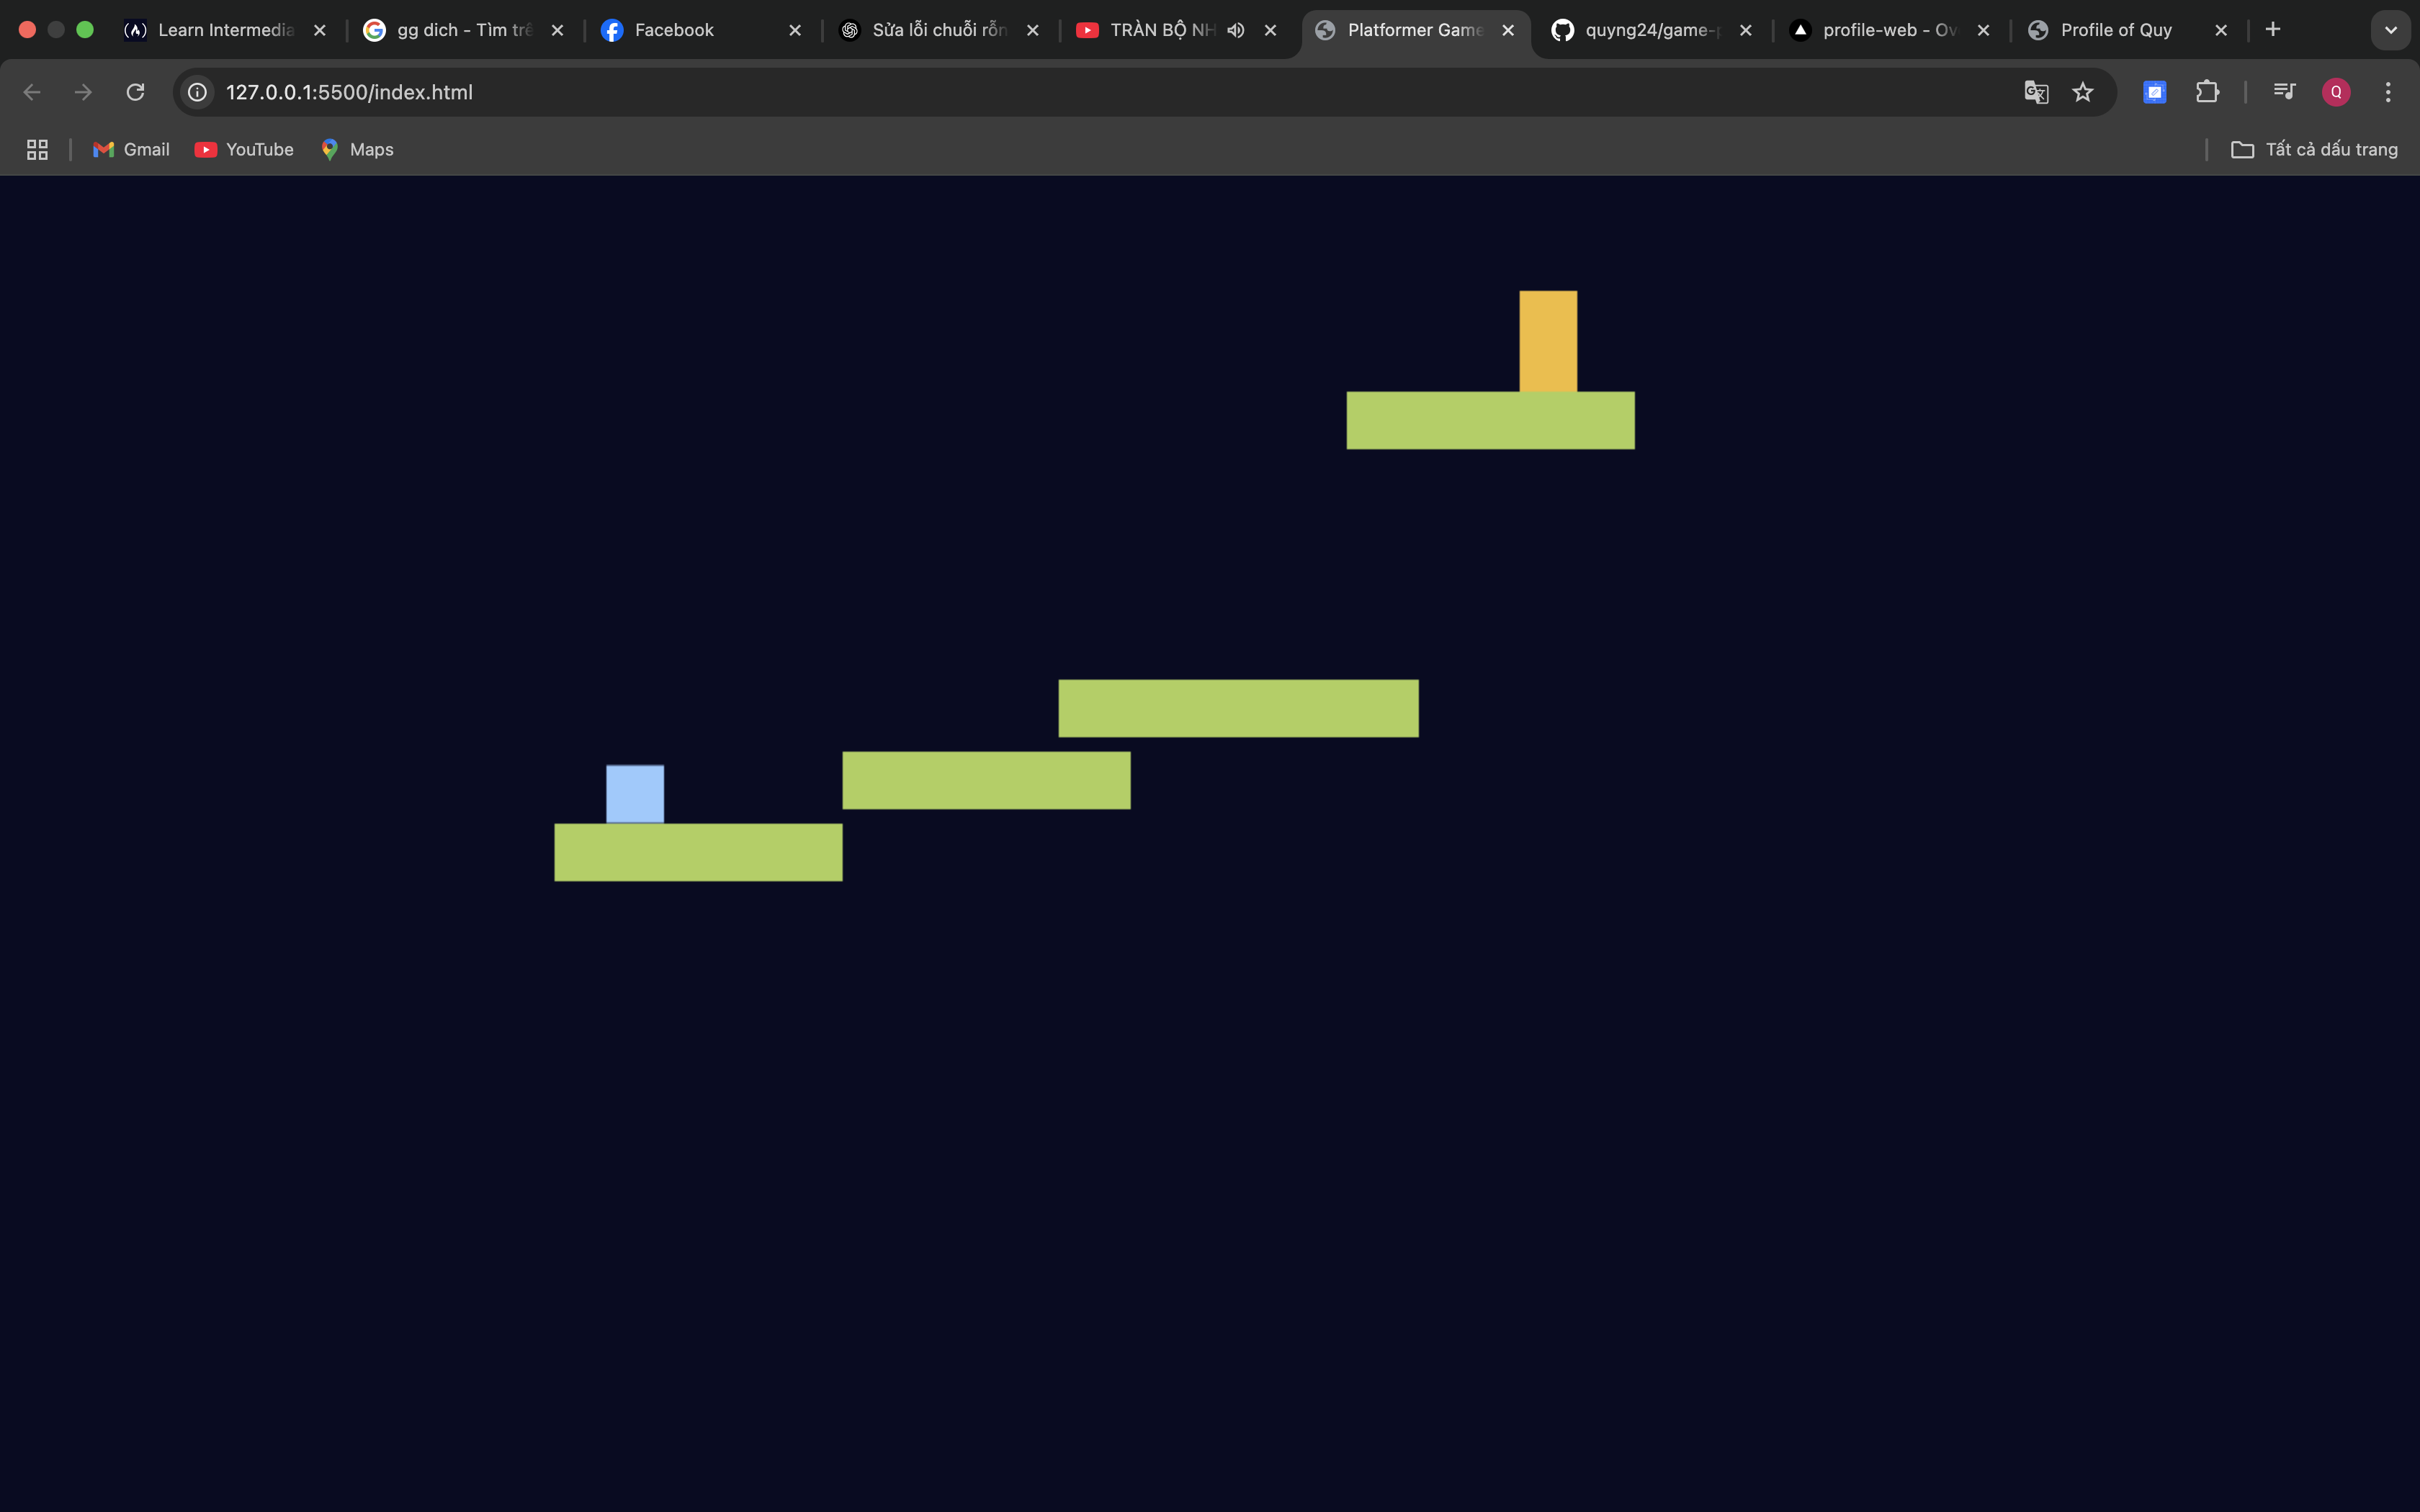 Learn Intermedia
gg dich - Tìm trê
Facebook
Sửa lỗi chuỗi rỗn
TRÀN BỘ NH
Platformer Game
quyng24/game-p
profile-web - Ov
Profile of Quy
127.0.0.1:5500/index.html
Q
Gmail
YouTube
Maps
Tất cả dấu trang